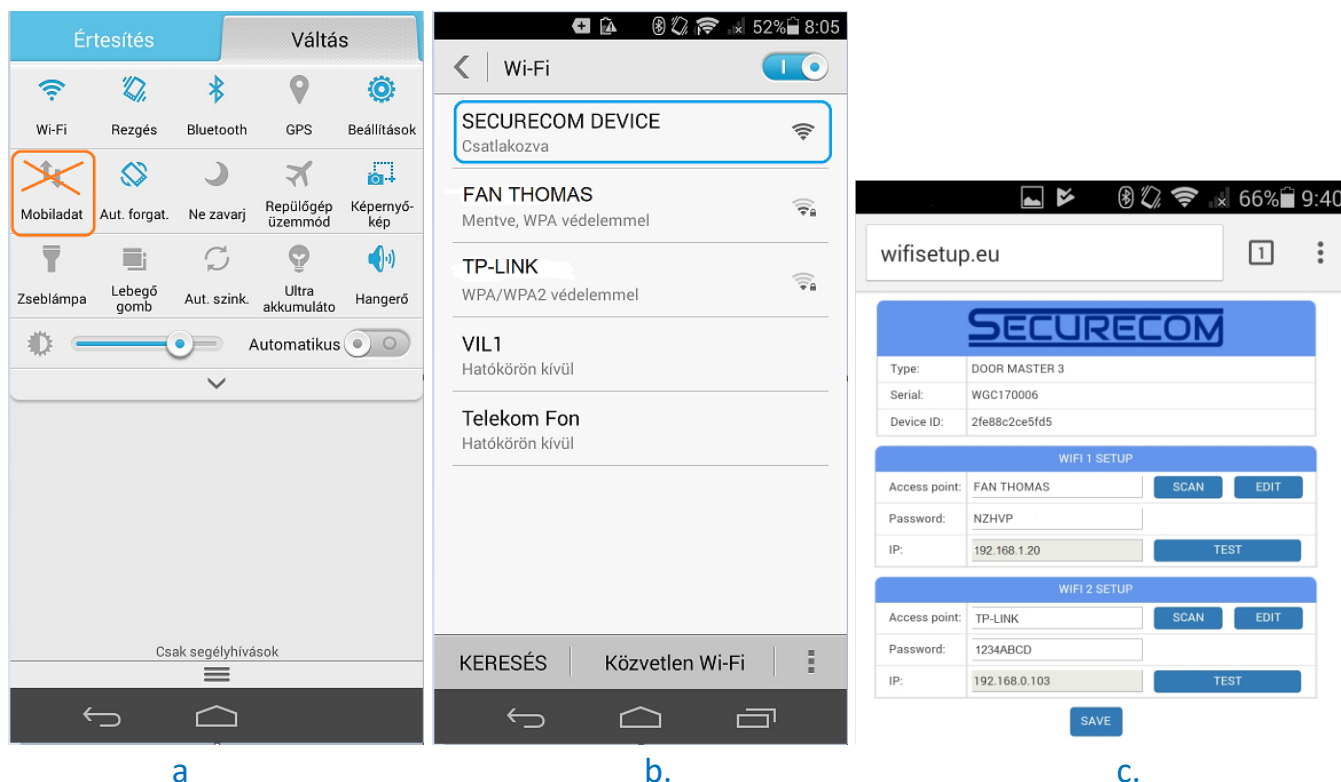 Értesítés
Váltás
Wi-Fi
Rezgés
Bluetooth
GPS
Beállítások
Mobiladat
Aut. forgat.
Ne zavarj
Repülőgép
üzemmód
Képernyő-
kép
Zseblámpa
Lebegő
gomb
Aut. szink.
Ultra
akkumuláto
Hangerő
Automatikus
Csak segélyhívások
a
52% 8:05
Wi-Fi
SECURECOM DEVICE
Csatlakozva
FAN THOMAS
Mentve, WPA védelemmel
TP-LINK
WPA/WPA2 védelemmel
VIL1
Hatókörön kívül
Telekom Fon
Hatókörön kívül
KERESÉS
Közvetlen Wi-Fi
b.
66% 9:40
wifisetup.eu
1
SECURECOM
Type: DOOR MASTER 3
Serial: WGC170006
Device ID: 2fe88c2ce5fd5
WIFI 1 SETUP
Access point: FAN THOMAS SCAN EDIT
Password: NZHVP
IP: 192.168.1.20 TEST
WIFI 2 SETUP
Access point: TP-LINK SCAN EDIT
Password: 1234ABCD
IP: 192.168.0.103 TEST
SAVE
c.